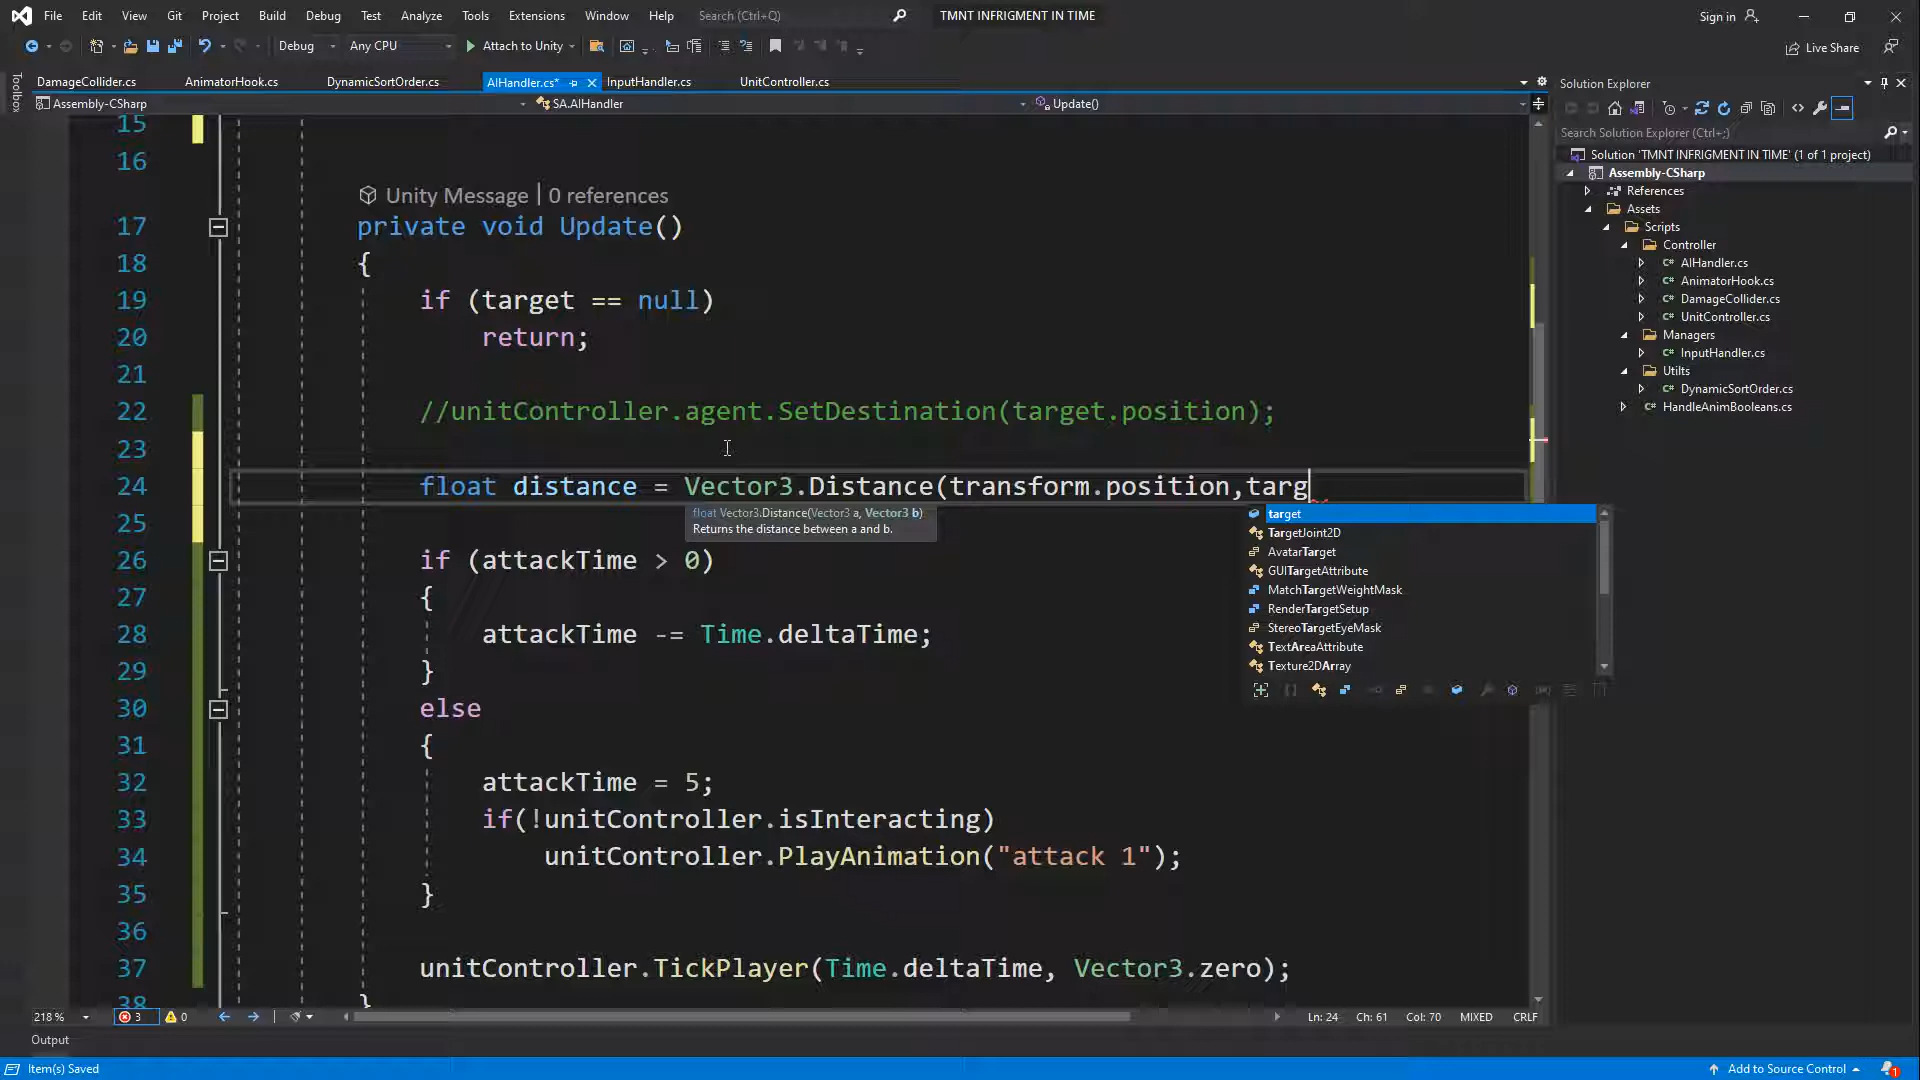 File Edit View Git Project Build Debug Test Analyze Tools Extensions Window Help Search (Ctrl+Q) TMNT INFRIGMENT IN TIME Sign in
Debug Any CPU Attach to Unity Live Share
Toolbox
DamageCollider.cs AnimatorHook.cs DynamicSortOrder.cs AIHandler.cs* InputHandler.cs UnitController.cs
Assembly-CSharp SA.AIHandler Update()
15
16
Unity Message | 0 references
17 private void Update()
18 {
19 if (target == null)
20 return;
21
22 //unitController.agent.SetDestination(target.position);
23
24 float distance = Vector3.Distance(transform.position,targ
float Vector3.Distance(Vector3 a, Vector3 b)
Returns the distance between a and b.
25
26 if (attackTime > 0)
27 {
28 attackTime -= Time.deltaTime;
29 }
30 else
31 {
32 attackTime = 5;
33 if(!unitController.isInteracting)
34 unitController.PlayAnimation("attack 1");
35 }
36
37 unitController.TickPlayer(Time.deltaTime, Vector3.zero);
38 }
target
TargetJoint2D
AvatarTarget
GUITargetAttribute
MatchTargetWeightMask
RenderTargetSetup
StereoTargetEyeMask
TextAreaAttribute
Texture2DArray
Solution Explorer
Search Solution Explorer (Ctrl+;)
Solution 'TMNT INFRIGMENT IN TIME' (1 of 1 project)
Assembly-CSharp
References
Assets
Scripts
Controller
C# AIHandler.cs
C# AnimatorHook.cs
C# DamageCollider.cs
C# UnitController.cs
Managers
C# InputHandler.cs
Utilts
C# DynamicSortOrder.cs
C# HandleAnimBooleans.cs
218 % 3 0 Ln: 24 Ch: 61 Col: 70 MIXED CRLF
Output
Item(s) Saved Add to Source Control 1